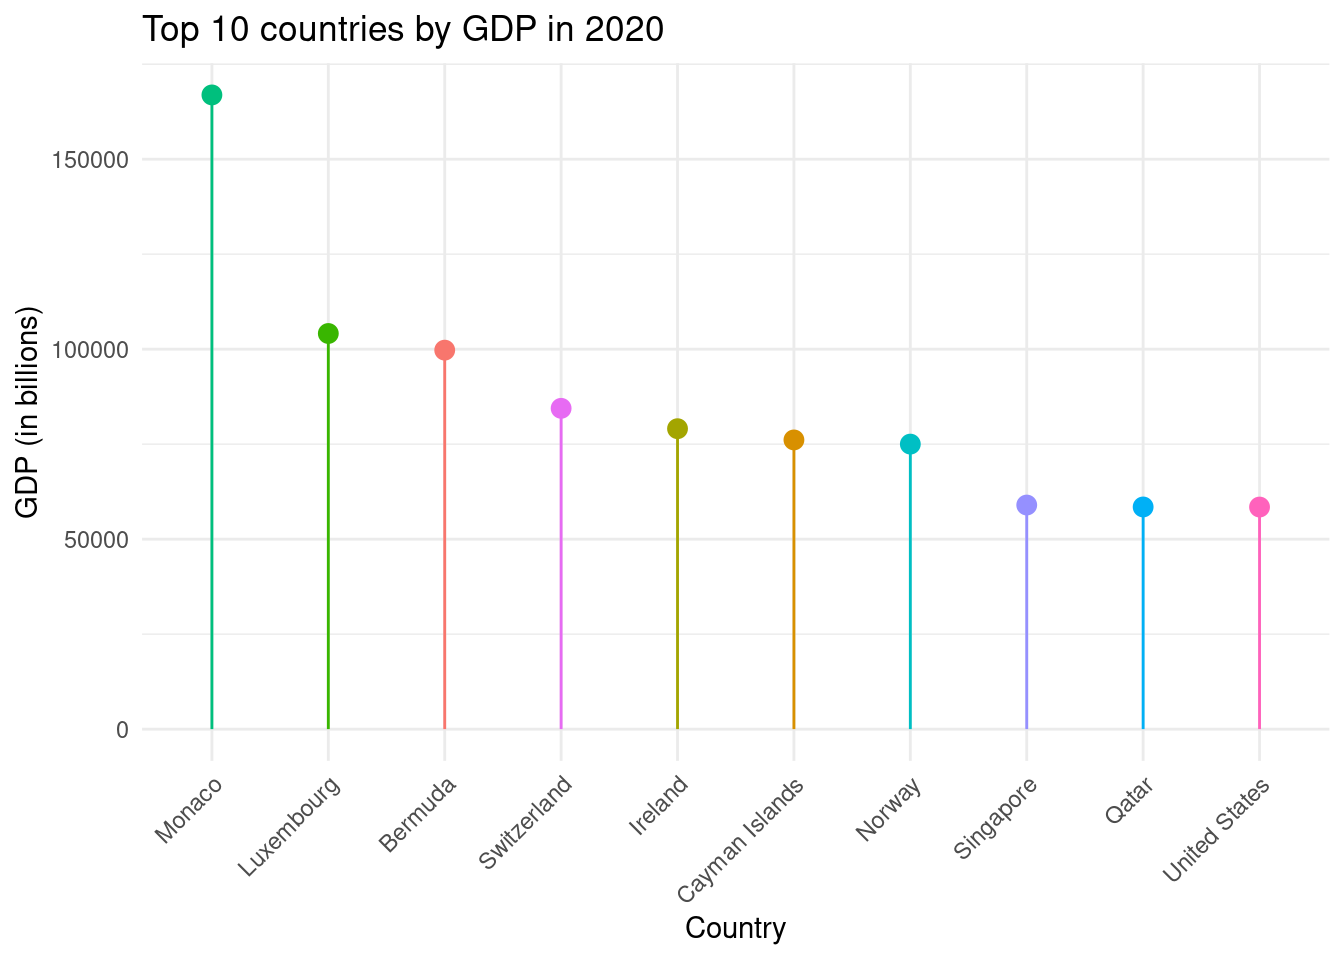 Top 10 countries by GDP in 2020
GDP (in billions)
150000
100000
50000
0
Monaco
Luxembourg
Bermuda
Switzerland
Ireland
Cayman Islands
Norway
Singapore
Qatar
United States
Country